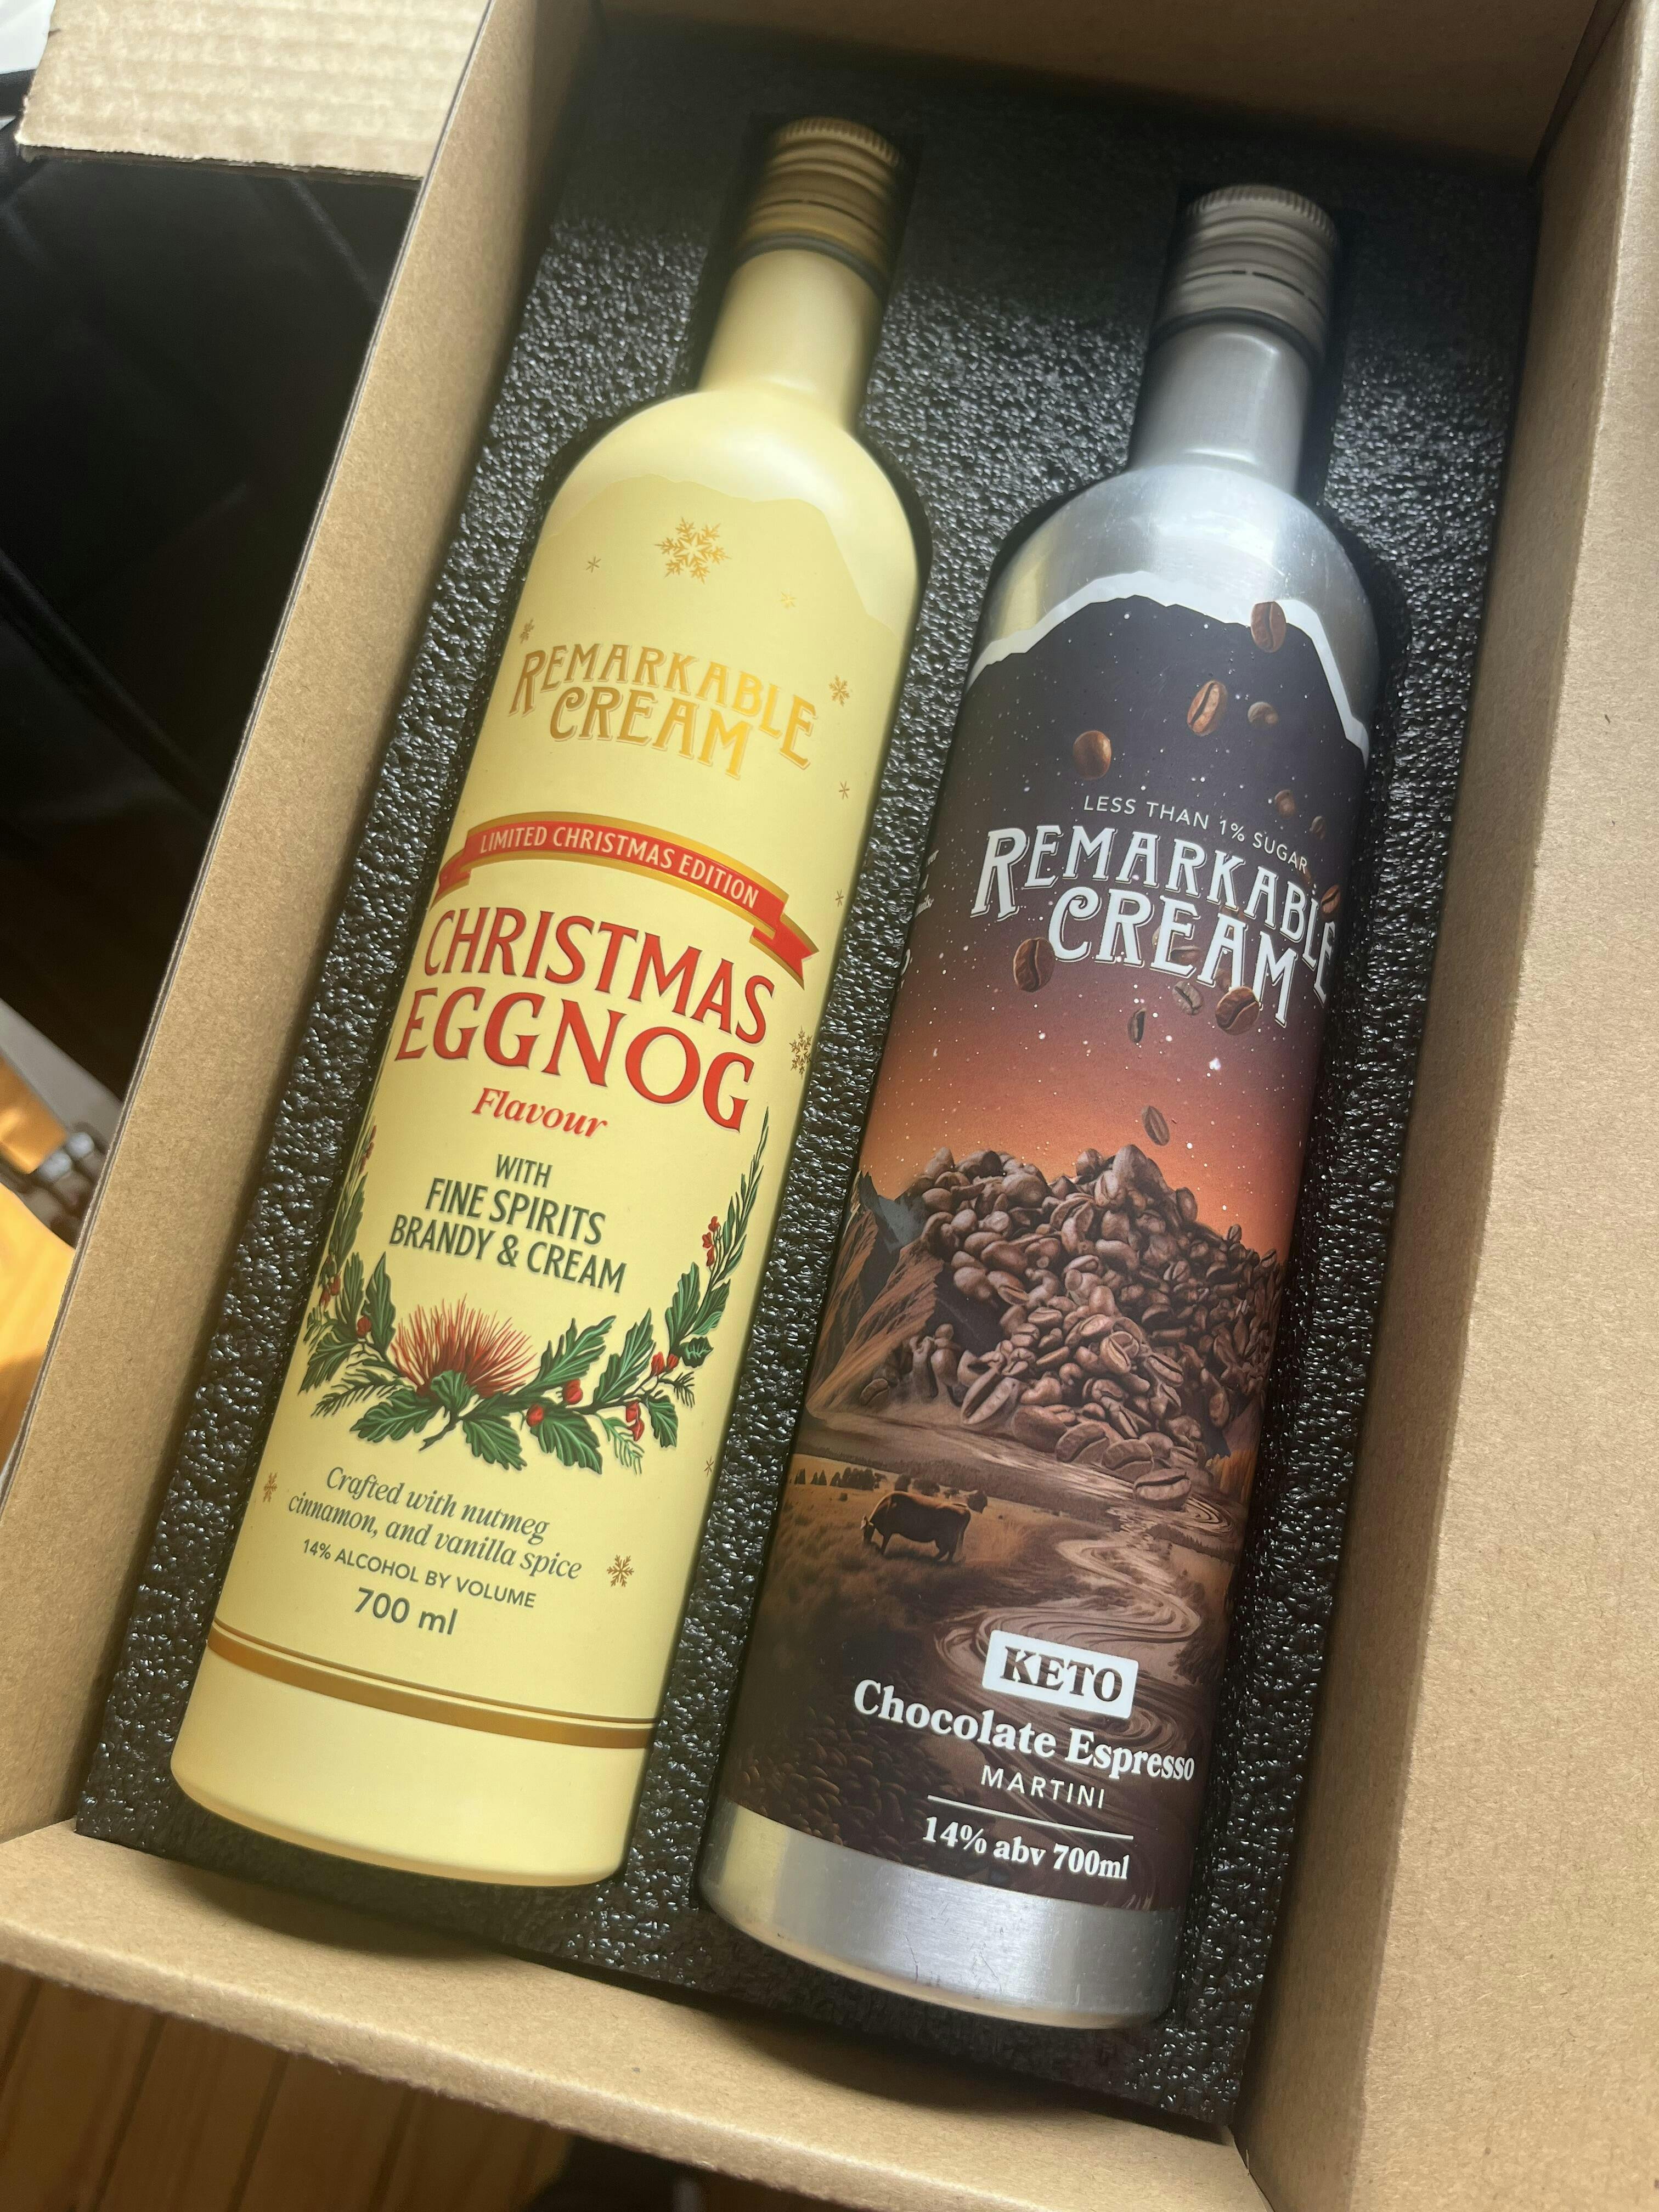 REMARKABLE
CREAM
LIMITED CHRISTMAS EDITION
CHRISTMAS
EGGNOG
Flavour
WITH
FINE SPIRITS
BRANDY & CREAM
Crafted with nutmeg
cinnamon, and vanilla spice
14% ALCOHOL BY VOLUME
700 ml
LESS THAN 1% SUGAR
REMARKABLE
CREAM
KETO
Chocolate Espresso
MARTINI
14% abv 700ml